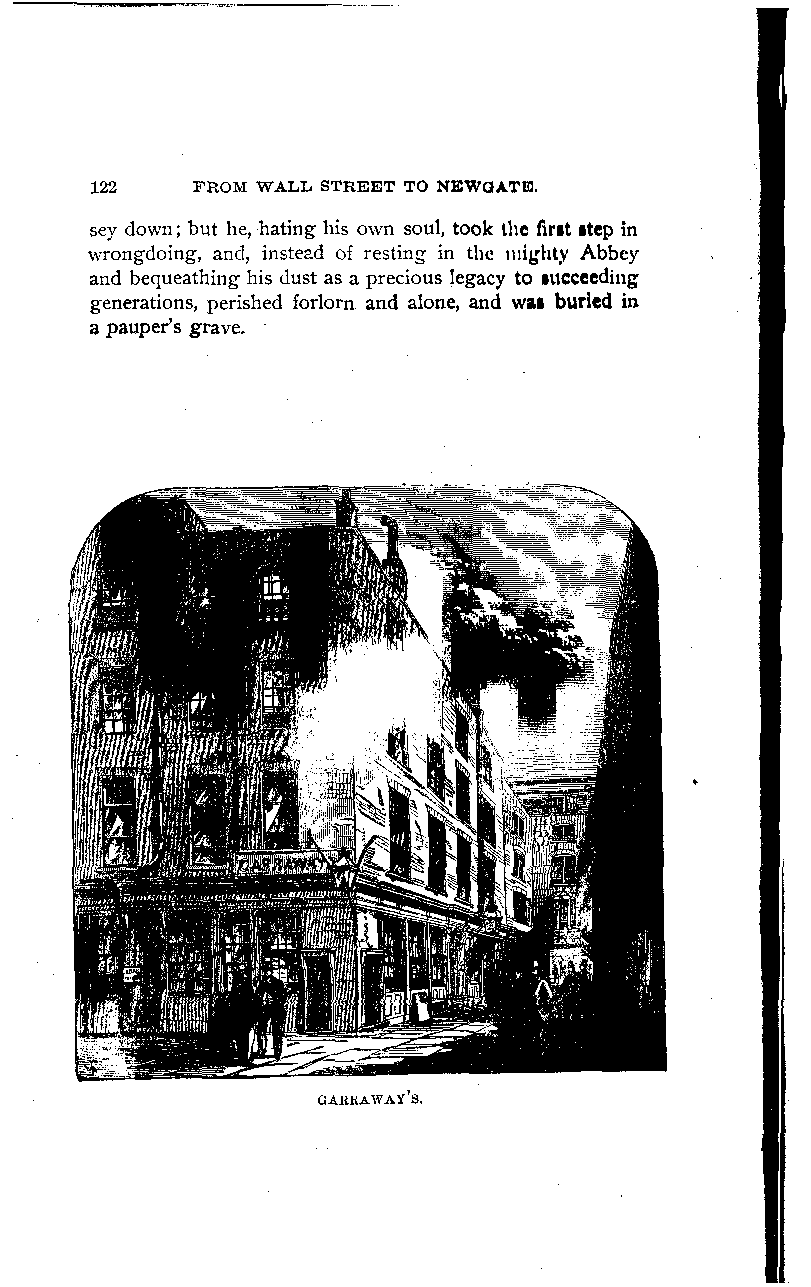 122 FROM WALL STREET TO NEWGATE.
sey down; but he, hating his own soul, took the first step in
wrongdoing, and, instead of resting in the mighty Abbey
and bequeathing his dust as a precious legacy to succeeding
generations, perished forlorn and alone, and was buried in
a pauper's grave.
GARRAWAY'S.